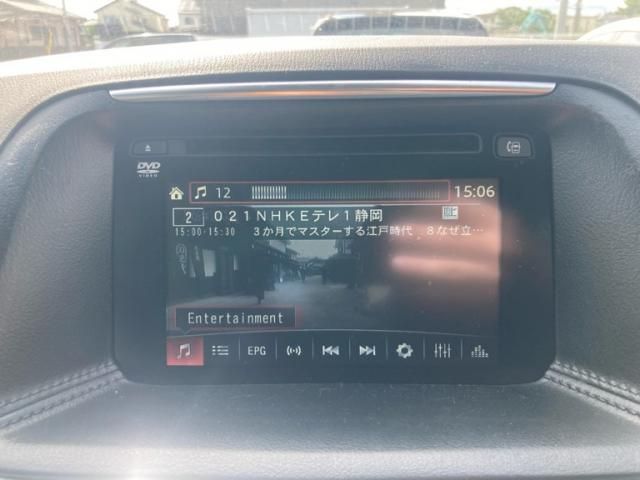 DVD
VIDEO
12
15:06
2 021NHKEテレ1静岡
15:00-15:30 3か月でマスターする江戸時代 8なぜ立…
Entertainment
EPG